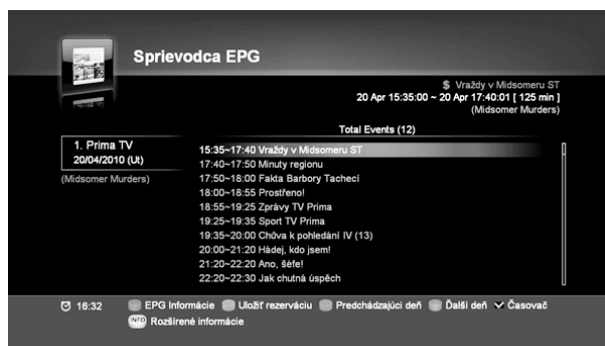 Sprievodca EPG
$ Vraždy v Midsomeru ST
20 Apr 15:35:00 ~ 20 Apr 17:40:01 [ 125 min ]
(Midsomer Murders)
Total Events (12)
1. Prima TV
20/04/2010 (Ut)
(Midsomer Murders)
15:35~17:40 Vraždy v Midsomeru ST
17:40~17:50 Minuty regionu
17:50~18:00 Fakta Barbory Tachecí
18:00~18:55 Prostřeno!
18:55~19:25 Zprávy TV Prima
19:25~19:35 Sport TV Prima
19:35~20:00 Chůva k pohledání IV (13)
20:00~21:20 Hádej, kdo jsem!
21:20~22:20 Ano, šéfe!
22:20~22:30 Jak chutná úspěch
16:32 EPG Informácie Uložiť rezerváciu Predchádzajúci deň Ďalší deň Časovač
INFO Rozšírené informácie